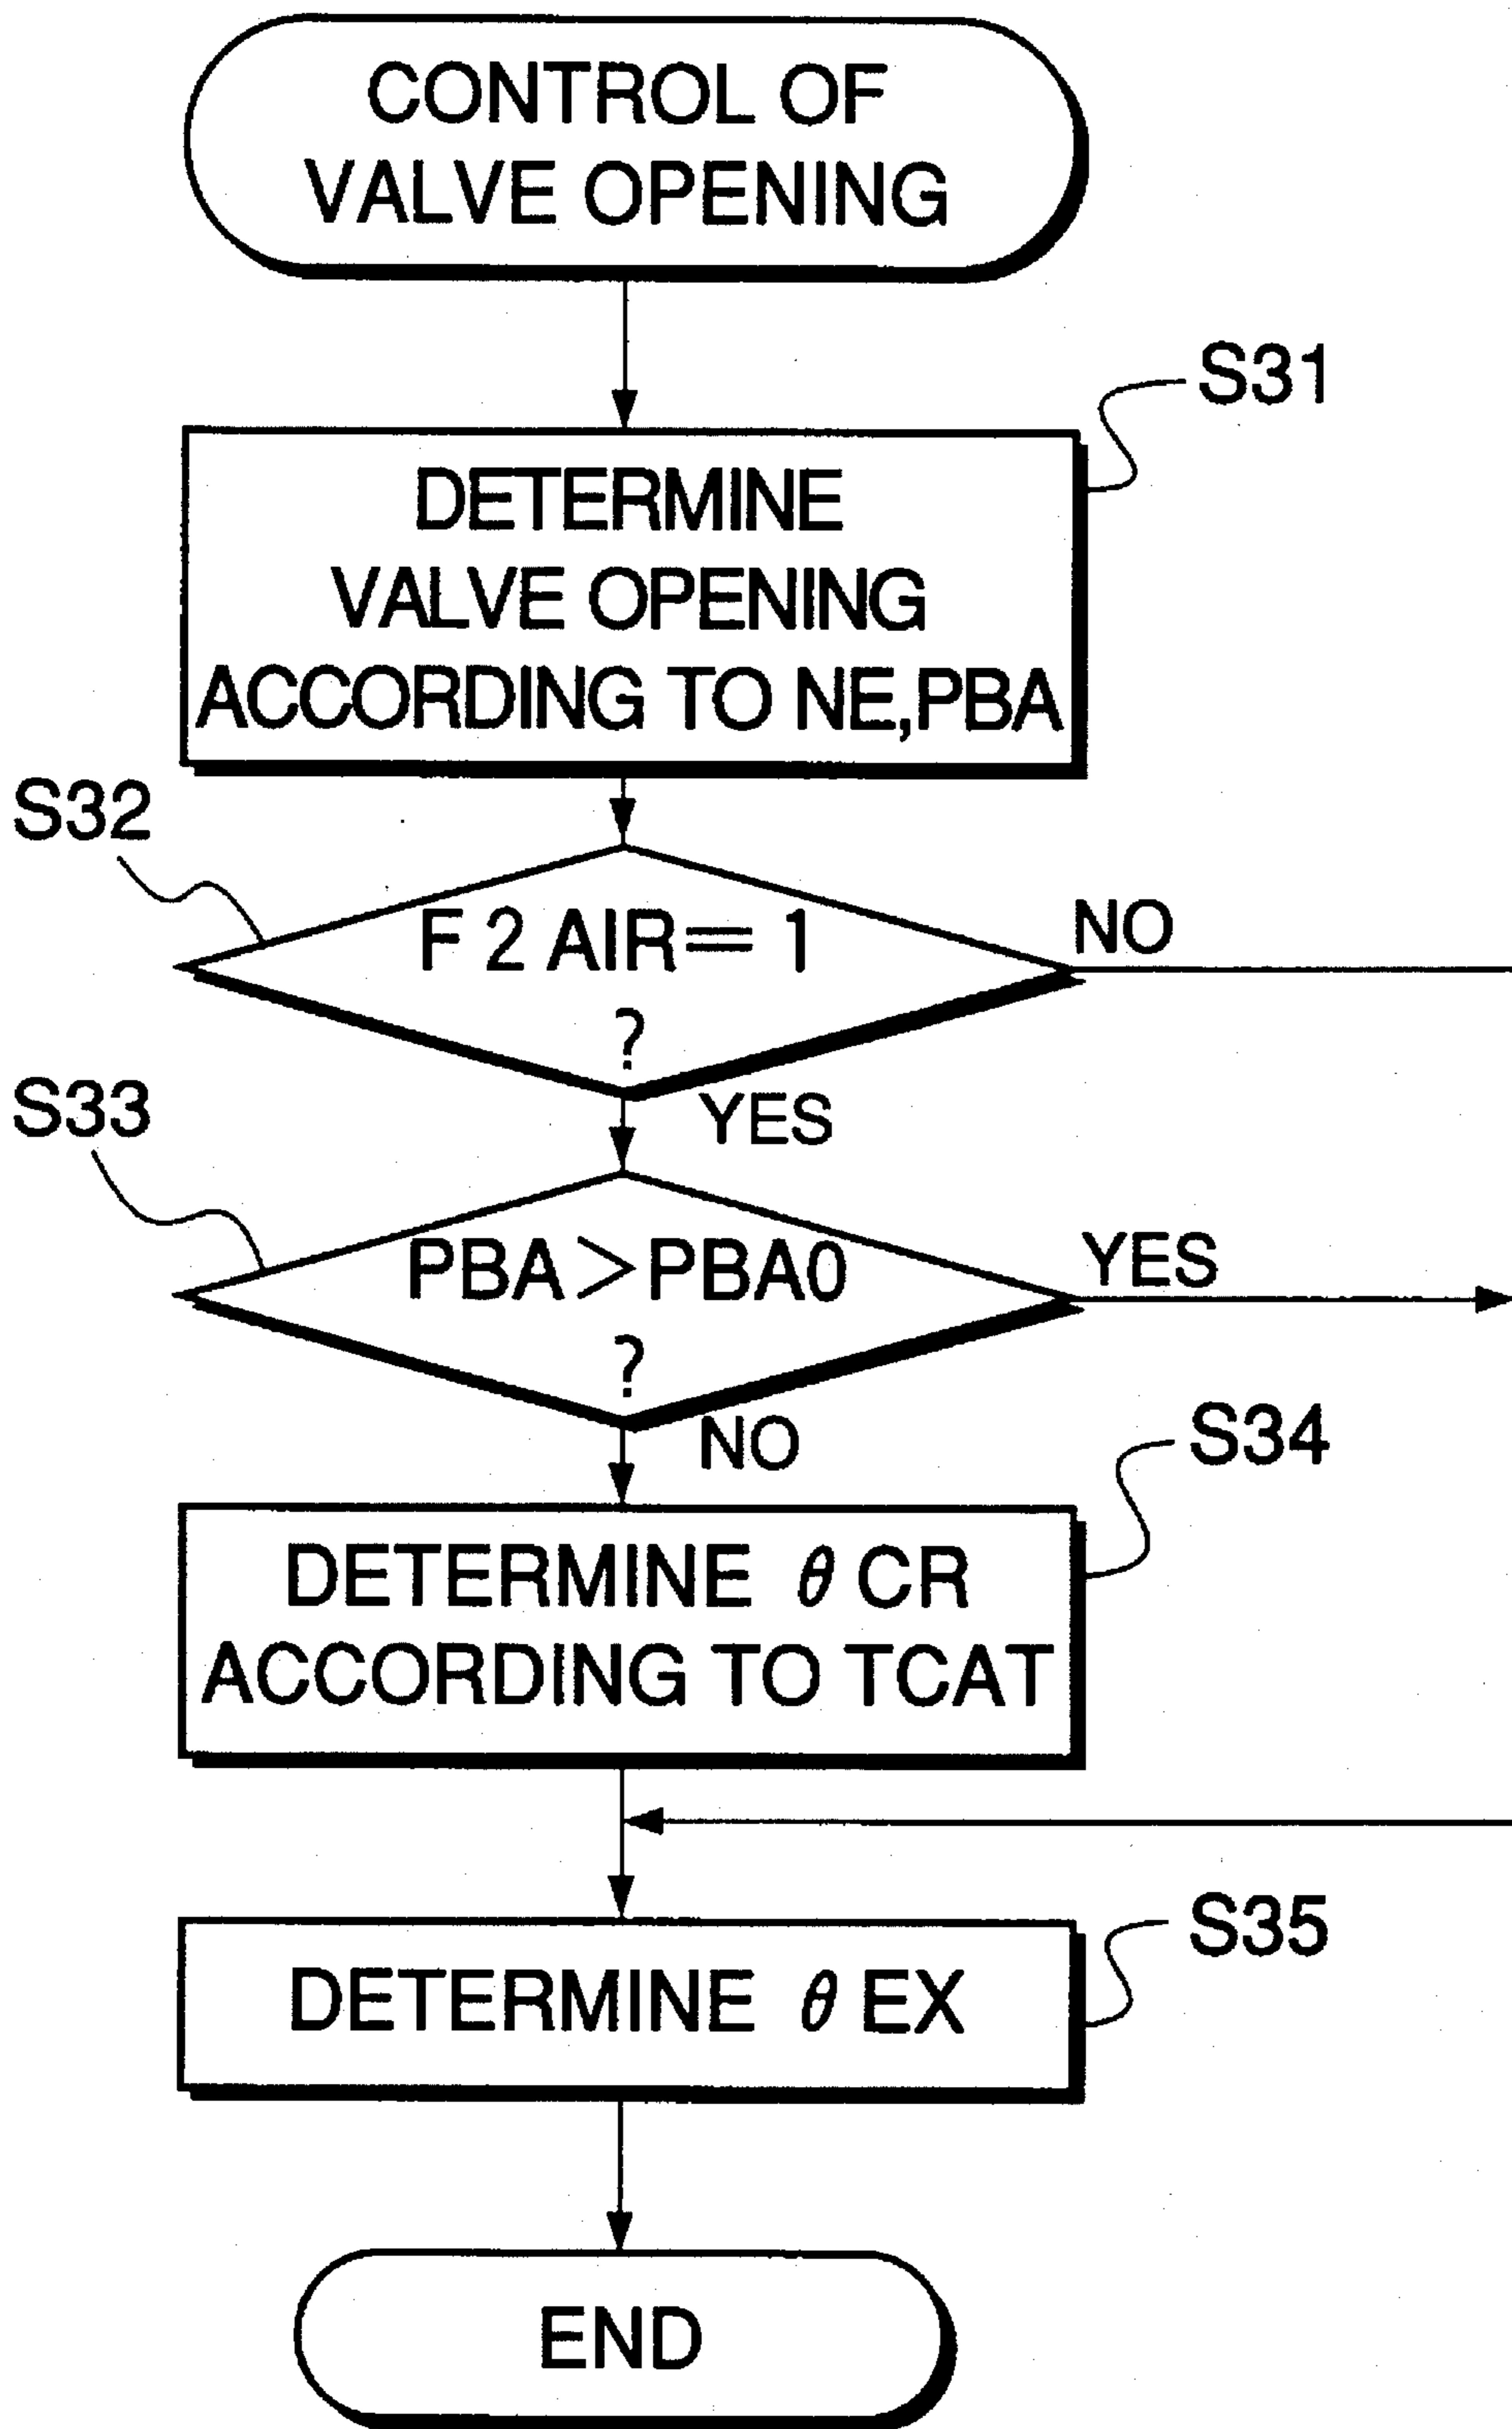 CONTROL OF
VALVE OPENING
S31
DETERMINE
VALVE OPENING
ACCORDING TO NE,PBA
S32
F 2 AIR = 1
?
NO
YES
S33
PBA > PBA0
?
YES
NO
S34
DETERMINE θ CR
ACCORDING TO TCAT
S35
DETERMINE θ EX
END